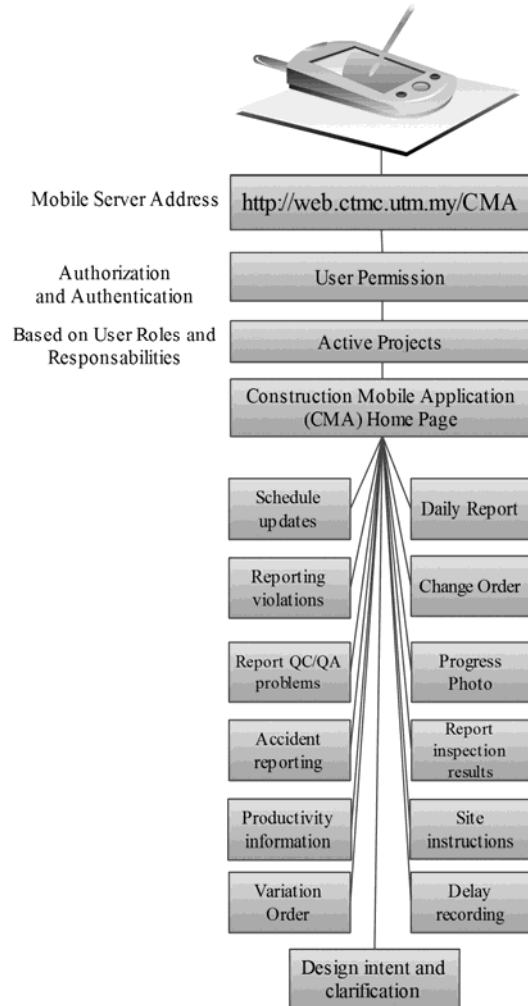 Mobile Server Address
http://web.ctmc.utm.my/CMA
Authorization
and Authentication
User Permission
Based on User Roles and
Responsabilities
Active Projects
Construction Mobile Application
(CMA) Home Page
Schedule
updates
Daily Report
Reporting
violations
Change Order
Report QC/QA
problems
Progress
Photo
Accident
reporting
Report
inspection
results
Productivity
information
Site
instructions
Variation
Order
Delay
recording
Design intent and
clarification